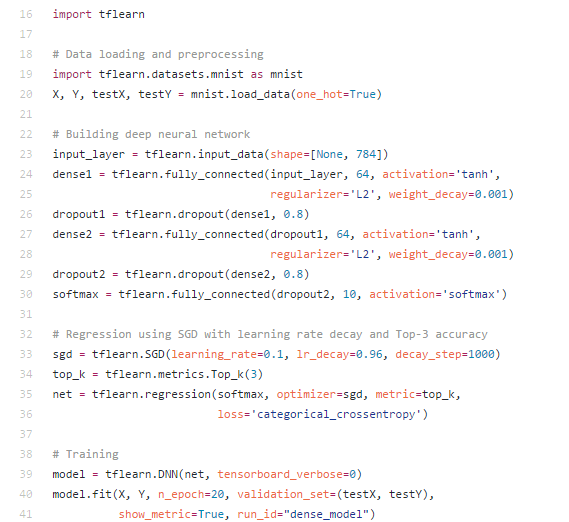 16 import tflearn
17
18 # Data loading and preprocessing
19 import tflearn.datasets.mnist as mnist
20 X, Y, testX, testY = mnist.load_data(one_hot=True)
21
22 # Building deep neural network
23 input_layer = tflearn.input_data(shape=[None, 784])
24 dense1 = tflearn.fully_connected(input_layer, 64, activation='tanh',
25                                  regularizer='L2', weight_decay=0.001)
26 dropout1 = tflearn.dropout(dense1, 0.8)
27 dense2 = tflearn.fully_connected(dropout1, 64, activation='tanh',
28                                  regularizer='L2', weight_decay=0.001)
29 dropout2 = tflearn.dropout(dense2, 0.8)
30 softmax = tflearn.fully_connected(dropout2, 10, activation='softmax')
31
32 # Regression using SGD with learning rate decay and Top-3 accuracy
33 sgd = tflearn.SGD(learning_rate=0.1, lr_decay=0.96, decay_step=1000)
34 top_k = tflearn.metrics.Top_k(3)
35 net = tflearn.regression(softmax, optimizer=sgd, metric=top_k,
36                          loss='categorical_crossentropy')
37
38 # Training
39 model = tflearn.DNN(net, tensorboard_verbose=0)
40 model.fit(X, Y, n_epoch=20, validation_set=(testX, testY),
41           show_metric=True, run_id="dense_model")